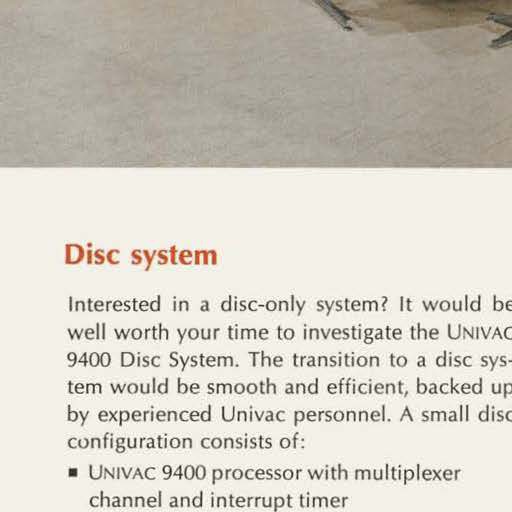 Disc system
Interested in a disc-only system? It would be
well worth your time to investigate the UNIVAC
9400 Disc System. The transition to a disc sys-
tem would be smooth and efficient, backed up
by experienced Univac personnel. A small disc
configuration consists of:
▪ UNIVAC 9400 processor with multiplexer
channel and interrupt timer